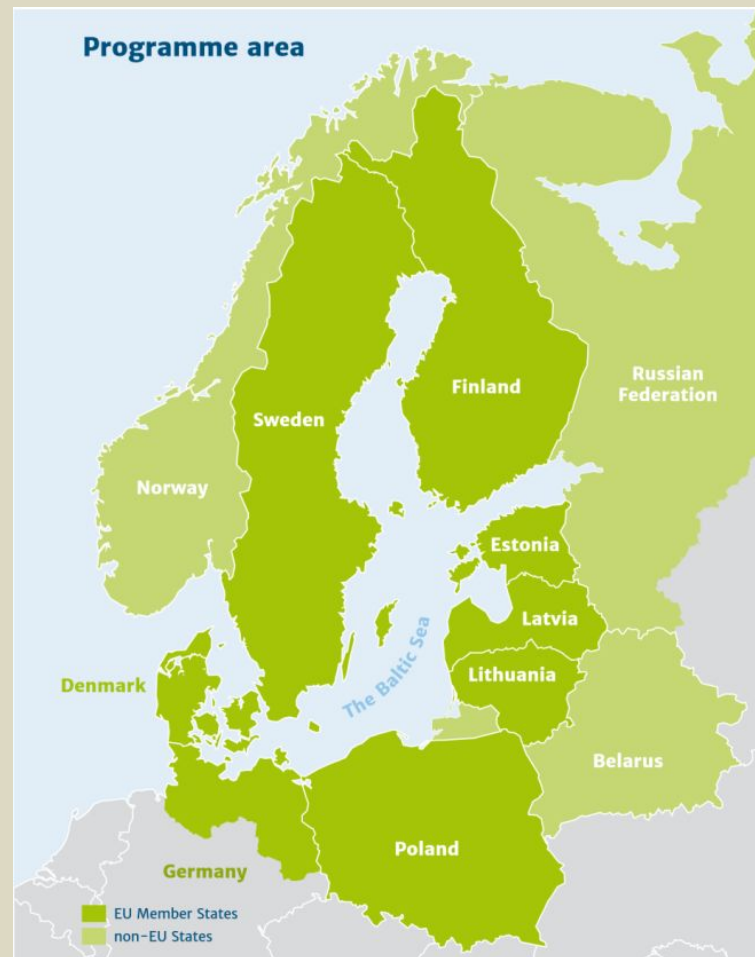 Programme area
Finland
Russian
Federation
Sweden
Norway
Estonia
Latvia
Denmark
The Baltic Sea
Lithuania
Belarus
Poland
Germany
EU Member States
non-EU States